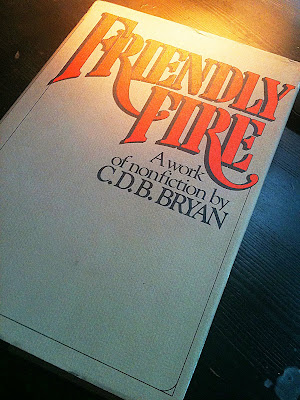 FRIENDLY
FIRE
A work
of nonfiction by
C.D.B. BRYAN